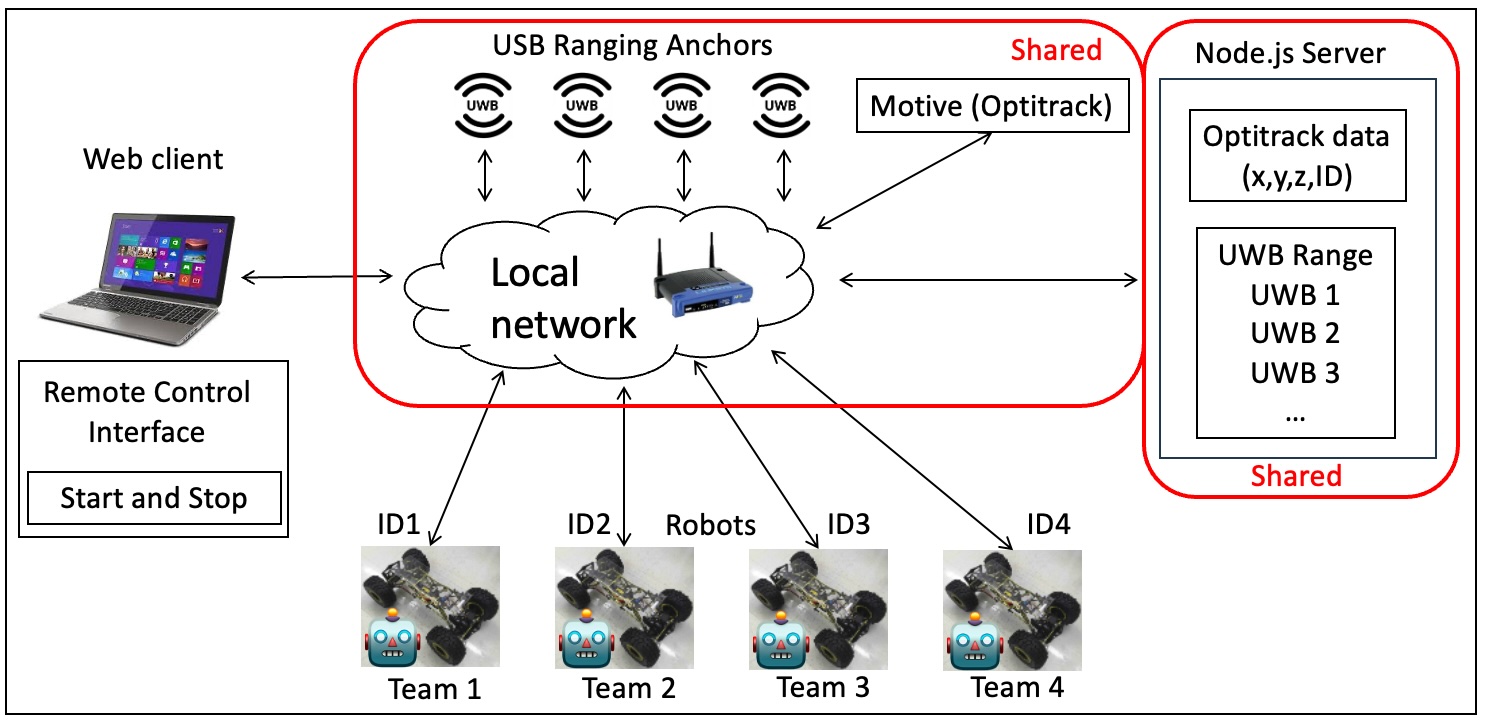 USB Ranging Anchors
Shared
Node.js Server
UWB
UWB
UWB
UWB
Motive (Optitrack)
Optitrack data
(x,y,z,ID)
Web client
UWB Range
UWB 1
UWB 2
UWB 3
...
Shared
Local
network
Remote Control
Interface
Start and Stop
ID1
ID2
Robots
ID3
ID4
Team 1
Team 2
Team 3
Team 4